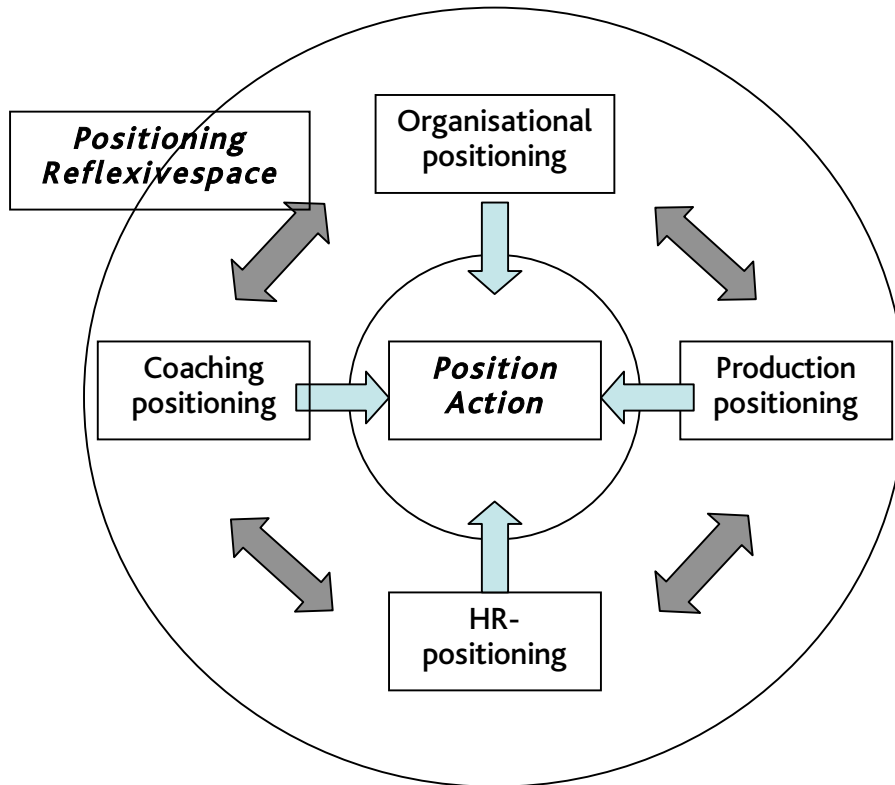 Positioning
Reflexivespace
Organisational
positioning
Coaching
positioning
Position
Action
Production
positioning
HR-
positioning